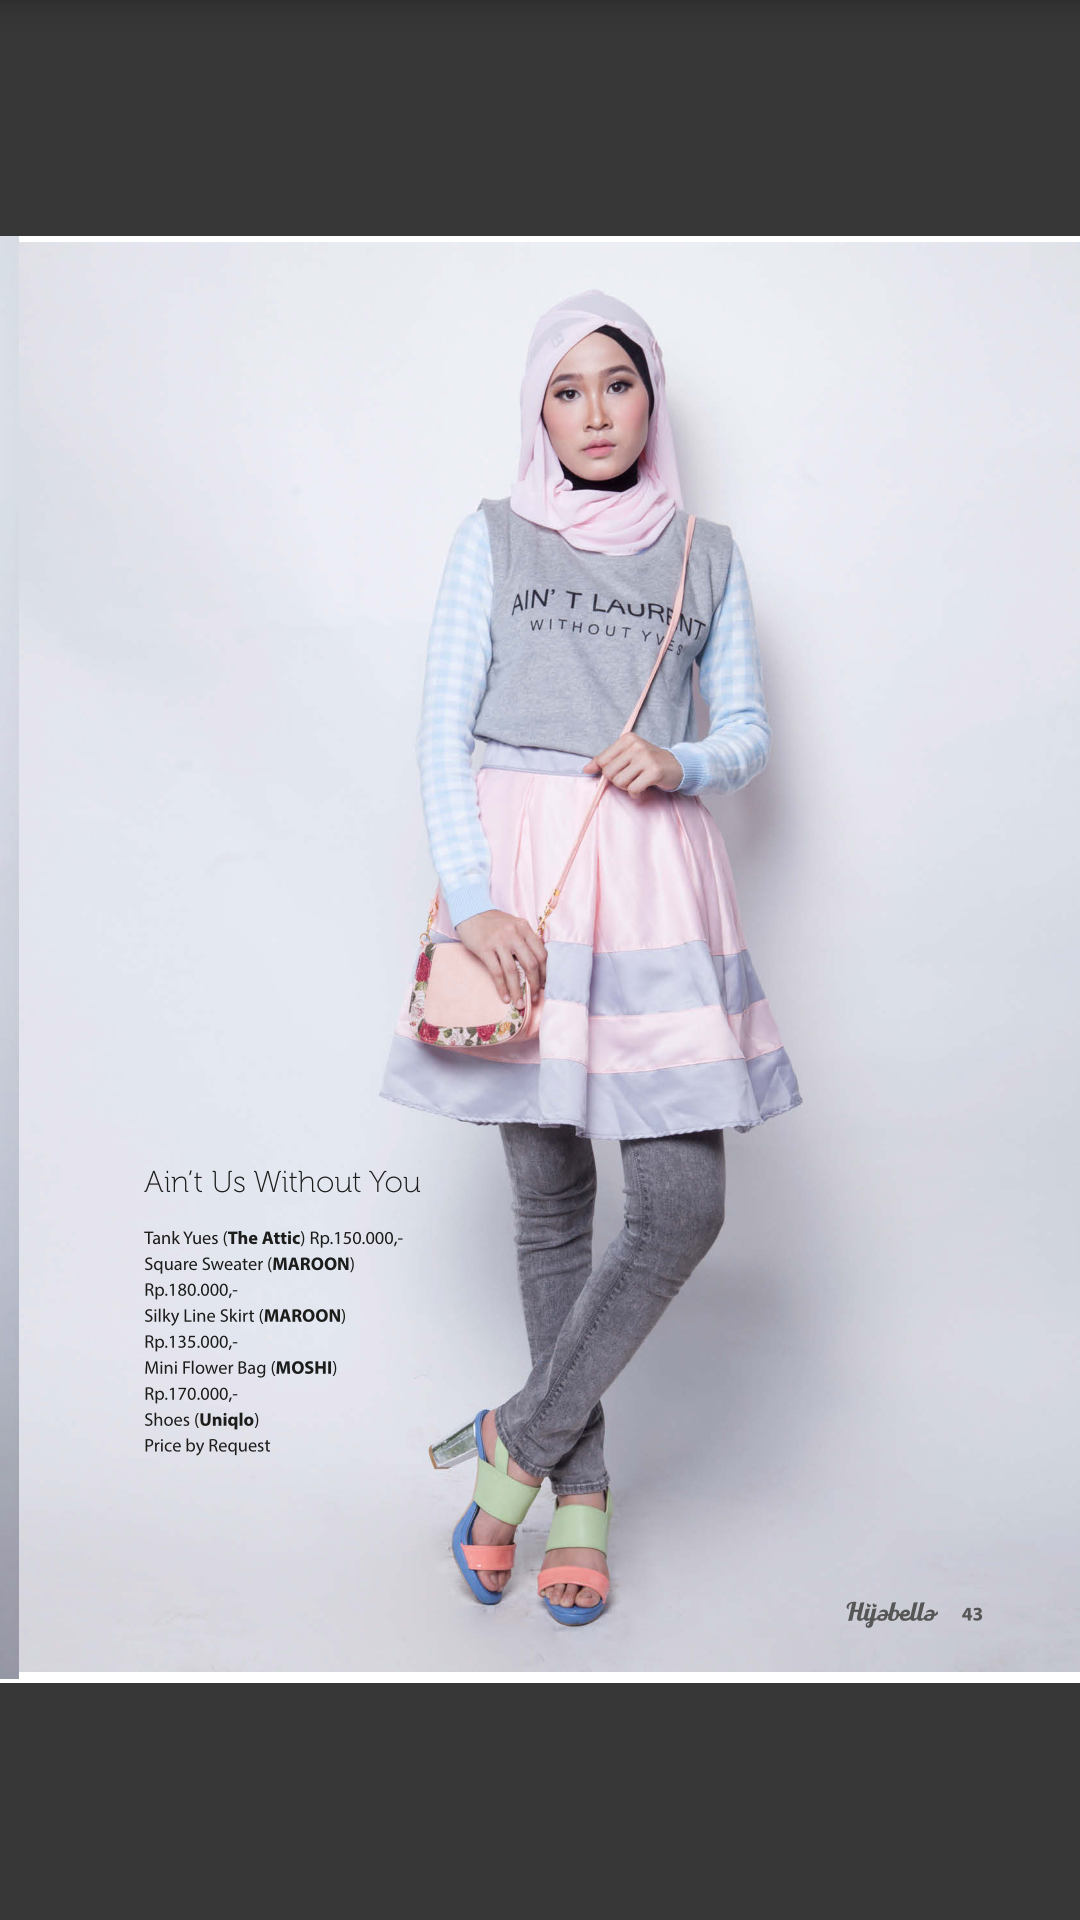 AIN' T LAURENT
WITHOUT YVES
Ain't Us Without You
Tank Yues (The Attic) Rp.150.000,-
Square Sweater (MAROON)
Rp.180.000,-
Silky Line Skirt (MAROON)
Rp.135.000,-
Mini Flower Bag (MOSHI)
Rp.170.000,-
Shoes (Uniqlo)
Price by Request
Hijabella 43